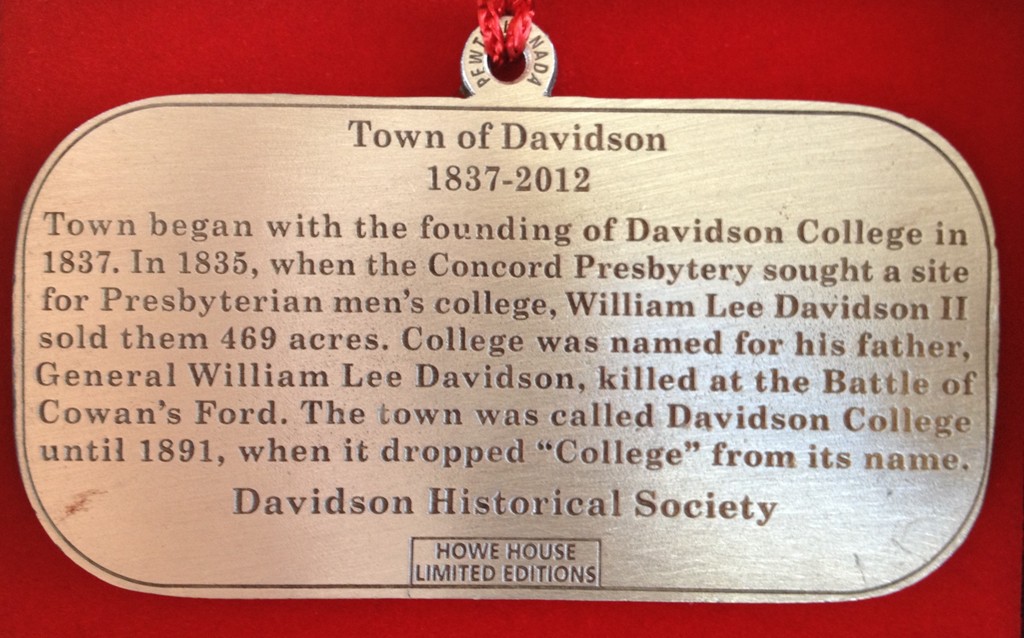 PEWT NADA
Town of Davidson
1837-2012
Town began with the founding of Davidson College in
1837. In 1835, when the Concord Presbytery sought a site
for Presbyterian men's college, William Lee Davidson II
sold them 469 acres. College was named for his father,
General William Lee Davidson, killed at the Battle of
Cowan's Ford. The town was called Davidson College
until 1891, when it dropped “College” from its name.
Davidson Historical Society
HOWE HOUSE
LIMITED EDITIONS